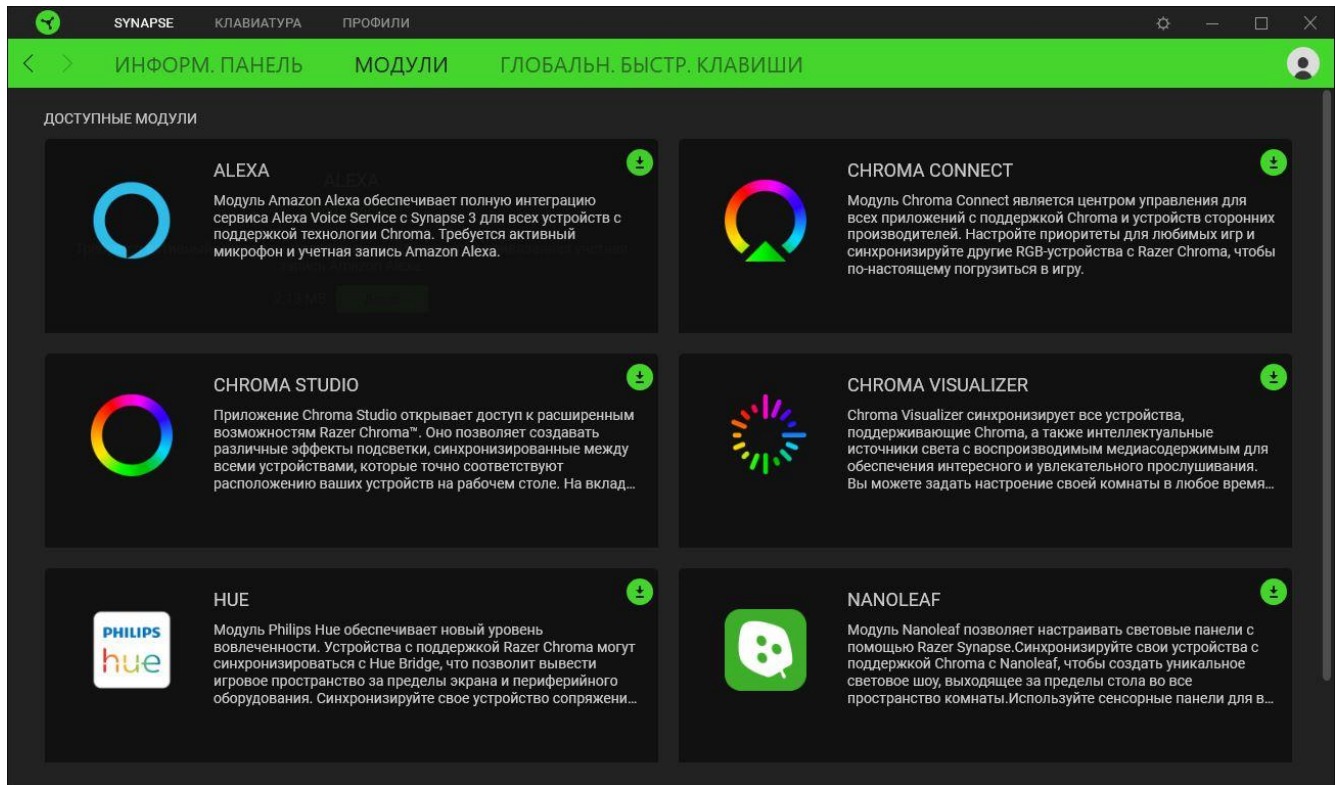 SYNAPSE КЛАВИАТУРА ПРОФИЛИ
ИНФОРМ. ПАНЕЛЬ МОДУЛИ ГЛОБАЛЬН. БЫСТР. КЛАВИШИ
ДОСТУПНЫЕ МОДУЛИ
ALEXA
ALEXA
Модуль Amazon Alexa обеспечивает полную интеграцию
сервиса Alexa Voice Service с Synapse 3 для всех устройств с
поддержкой технологии Chroma. Требуется активный
микрофон и учетная запись Amazon Alexa.
CHROMA CONNECT
Модуль Chroma Connect является центром управления для
всех приложений с поддержкой Chroma и устройств сторонних
производителей. Настройте приоритеты для любимых игр и
синхронизируйте другие RGB-устройства с Razer Chroma, чтобы
по-настоящему погрузиться в игру.
CHROMA STUDIO
Приложение Chroma Studio открывает доступ к расширенным
возможностям Razer Chroma™. Оно позволяет создавать
различные эффекты подсветки, синхронизированные между
всеми устройствами, которые точно соответствуют
расположению ваших устройств на рабочем столе. На вклад...
CHROMA VISUALIZER
Chroma Visualizer синхронизирует все устройства,
поддерживающие Chroma, а также интеллектуальные
источники света с воспроизводимым медиасодержимым для
обеспечения интересного и увлекательного прослушивания.
Вы можете задать настроение своей комнаты в любое время...
PHILIPS
hue
HUE
Модуль Philips Hue обеспечивает новый уровень
вовлеченности. Устройства с поддержкой Razer Chroma могут
синхронизироваться с Hue Bridge, что позволит вывести
игровое пространство за пределы экрана и периферийного
оборудования. Синхронизируйте свое устройство сопряжени...
NANOLEAF
Модуль Nanoleaf позволяет настраивать световые панели с
помощью Razer Synapse.Синхронизируйте свои устройства с
поддержкой Chroma с Nanoleaf, чтобы создать уникальное
световое шоу, выходящее за пределы стола во все
пространство комнаты.Используйте сенсорные панели для в...